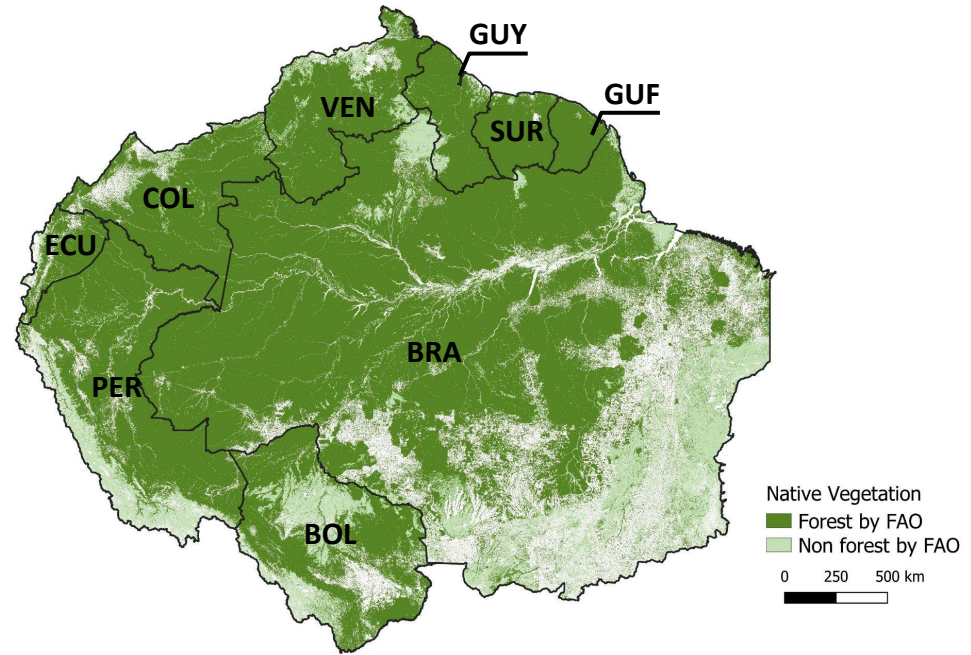 GUY
VEN
GUF
SUR
COL
ECU
BRA
PER
BOL
Native Vegetation
Forest by FAO
Non forest by FAO
0 250 500 km